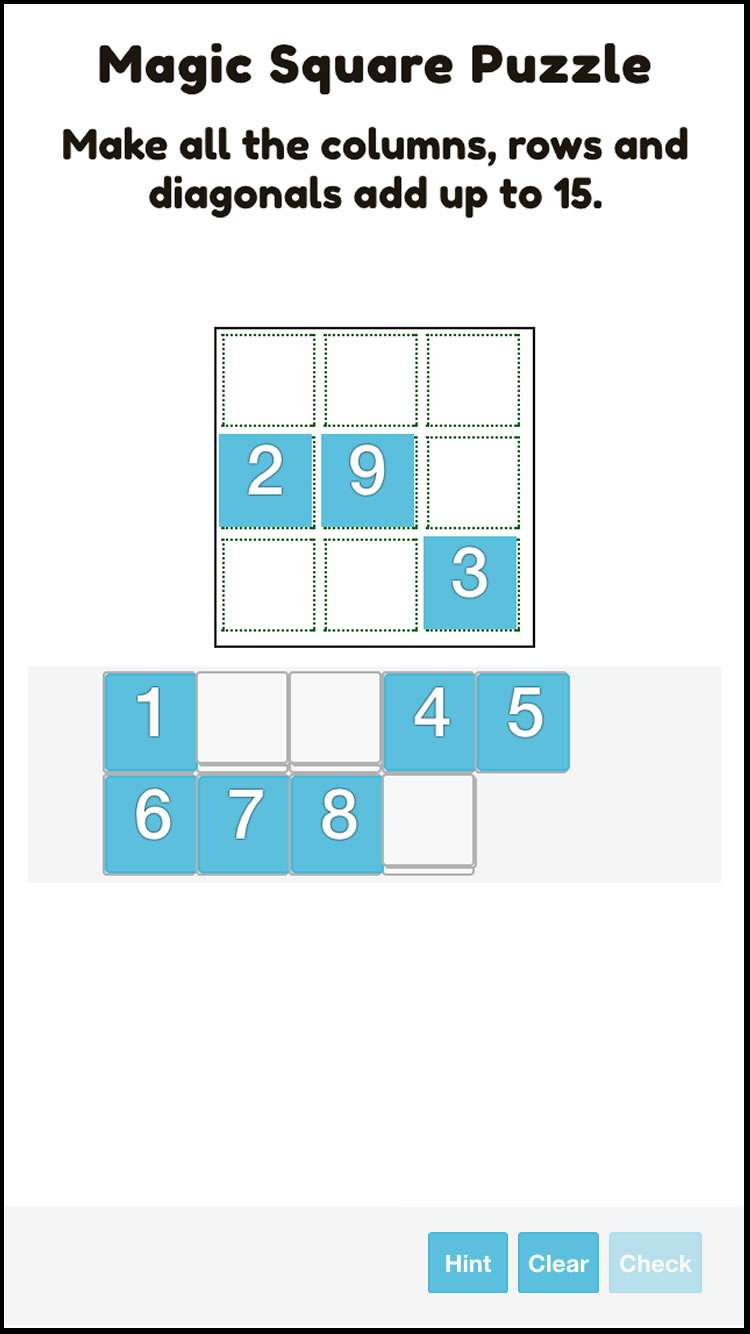 Magic Square Puzzle
Make all the columns, rows and
diagonals add up to 15.
2 9
3
1 4 5
6 7 8
Hint Clear Check